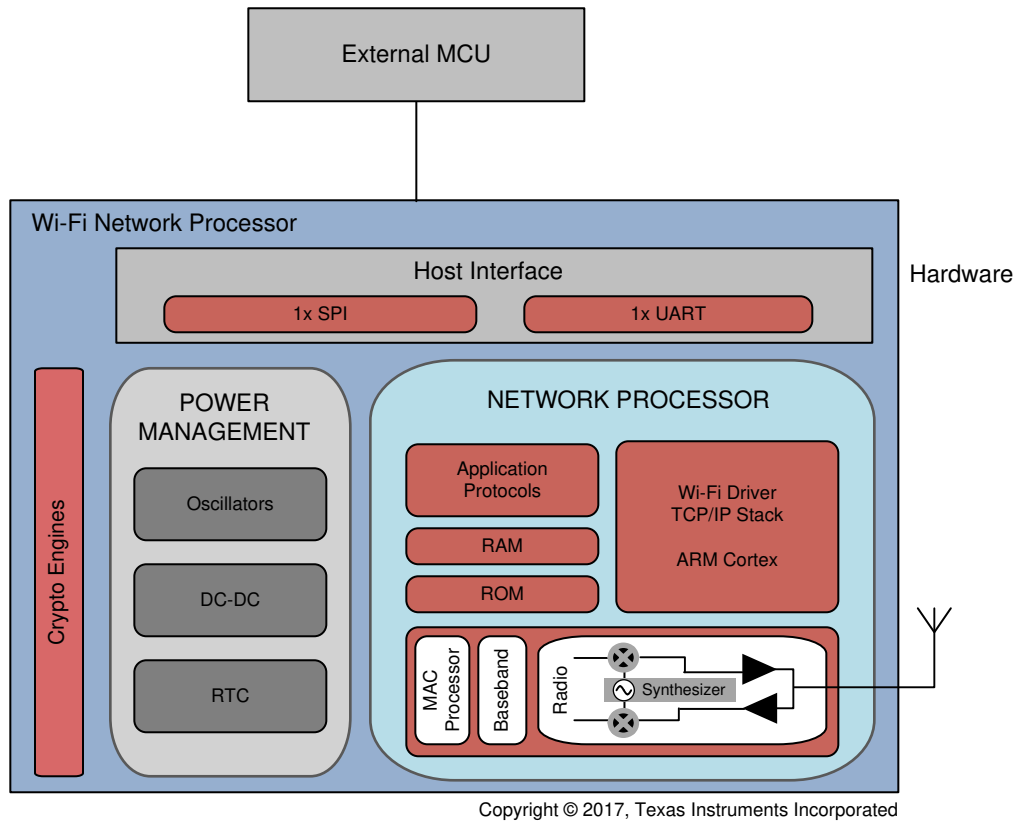 External MCU
Wi-Fi Network Processor
Host Interface
Hardware
1x SPI
1x UART
Crypto Engines
POWER
MANAGEMENT
Oscillators
DC-DC
RTC
NETWORK PROCESSOR
Application
Protocols
RAM
ROM
Wi-Fi Driver
TCP/IP Stack
ARM Cortex
MAC
Processor
Baseband
Radio
Synthesizer
Copyright © 2017, Texas Instruments Incorporated